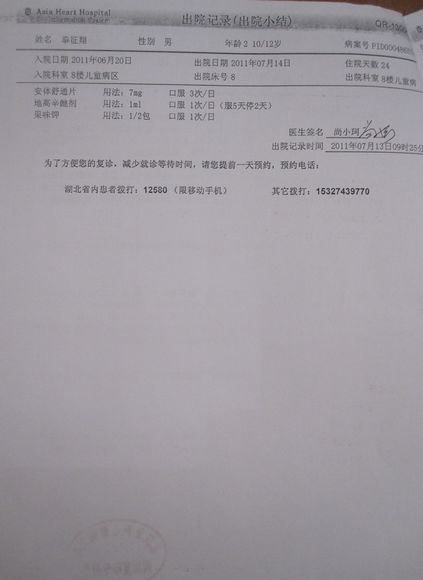 Asia Heart Hospital
出院记录(出院小结)
姓名 性别 男 年龄 2 10/12岁 病案号
入院日期 2011年06月20日 出院日期 2011年07月14日 住院天数 24
入院科室 8楼儿童病区 出院床号 8 出院科室 8楼儿童病
安体舒通片 用法：7mg 口服 3次/日
地高辛酏剂 用法：1ml 口服 1次/日（服5天停2天）
果味钾 用法：1/2包 口服 1次/日
医生签名 尚小珂
出院记录时间 2011年07月13日09时25分
为了方便您的复诊，减少就诊等待时间，请您提前一天预约，预约电话：
湖北省内患者拨打：12580（限移动手机） 其它拨打：15327439770